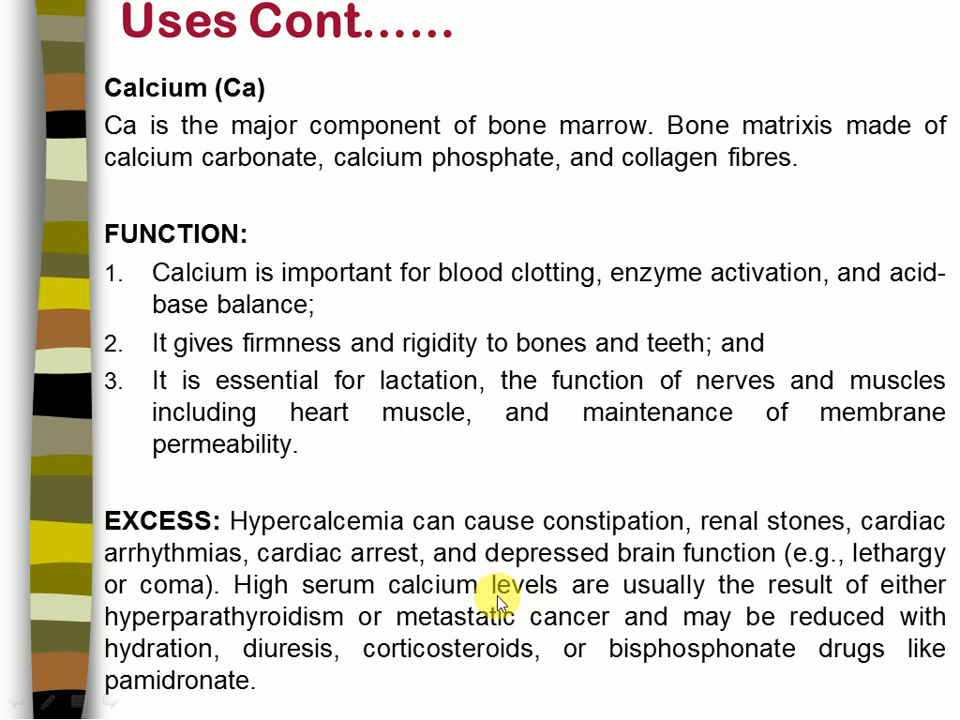 Uses Cont......
Calcium (Ca)
Ca is the major component of bone marrow. Bone matrixis made of
calcium carbonate, calcium phosphate, and collagen fibres.
FUNCTION:
1. Calcium is important for blood clotting, enzyme activation, and acid-
base balance;
2. It gives firmness and rigidity to bones and teeth; and
3. It is essential for lactation, the function of nerves and muscles
including heart muscle, and maintenance of membrane
permeability.
EXCESS: Hypercalcemia can cause constipation, renal stones, cardiac
arrhythmias, cardiac arrest, and depressed brain function (e.g., lethargy
or coma). High serum calcium levels are usually the result of either
hyperparathyroidism or metastatic cancer and may be reduced with
hydration, diuresis, corticosteroids, or bisphosphonate drugs like
pamidronate.